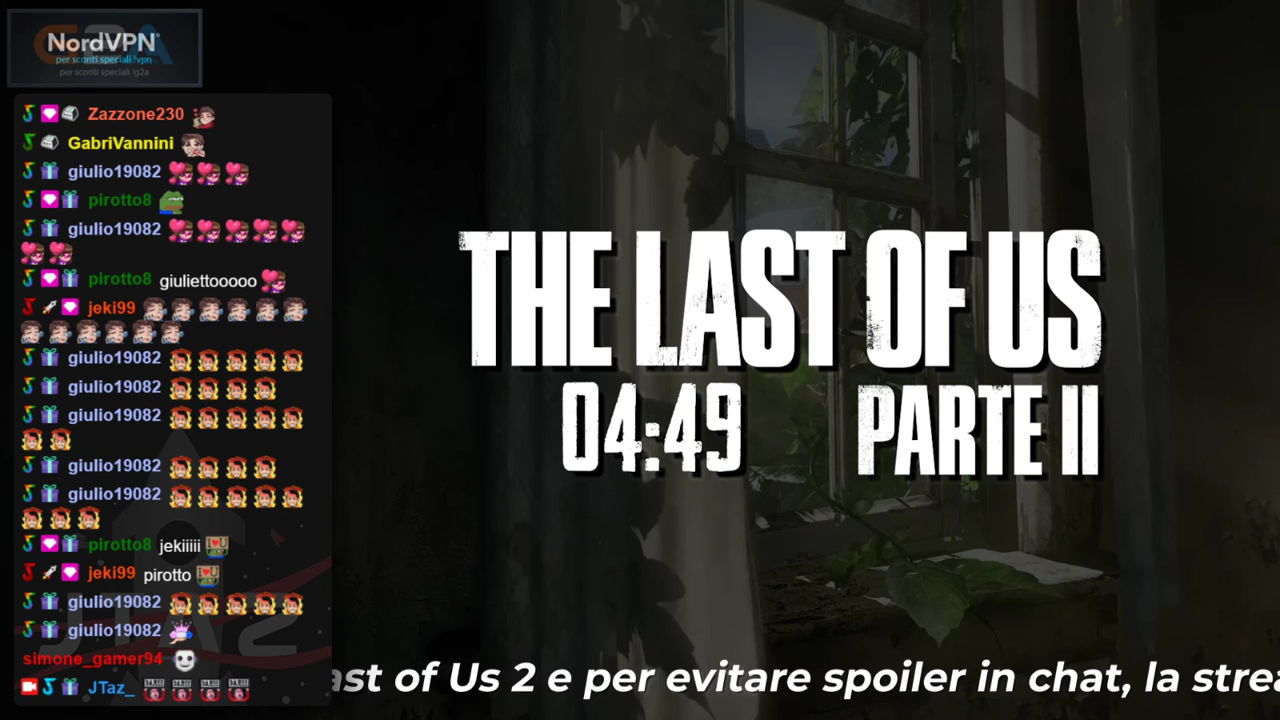 NordVPN
per sconti speciali !vpn
per sconti speciali !g2a
Zazzone230
GabriVannini
giulio19082
pirotto8
giulio19082
pirotto8 giuliettooooo
jeki99
giulio19082
giulio19082
giulio19082
giulio19082
giulio19082
pirotto8 jekiiiii
jeki99 pirotto
giulio19082
giulio19082
simone_gamer94
JTaz_
THE LAST OF US
04:49 PARTE II
ast of Us 2 e per evitare spoiler in chat, la strea